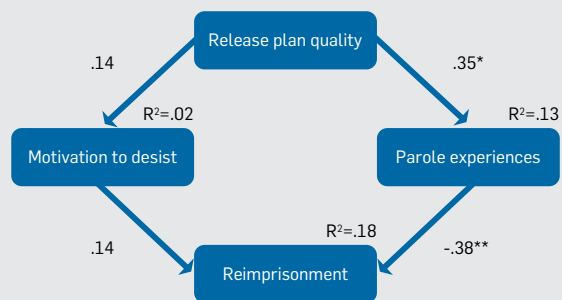 Release plan quality
.14
.35*
R²=.02
R²=.13
Motivation to desist
Parole experiences
R²=.18
.14
-.38**
Reimprisonment